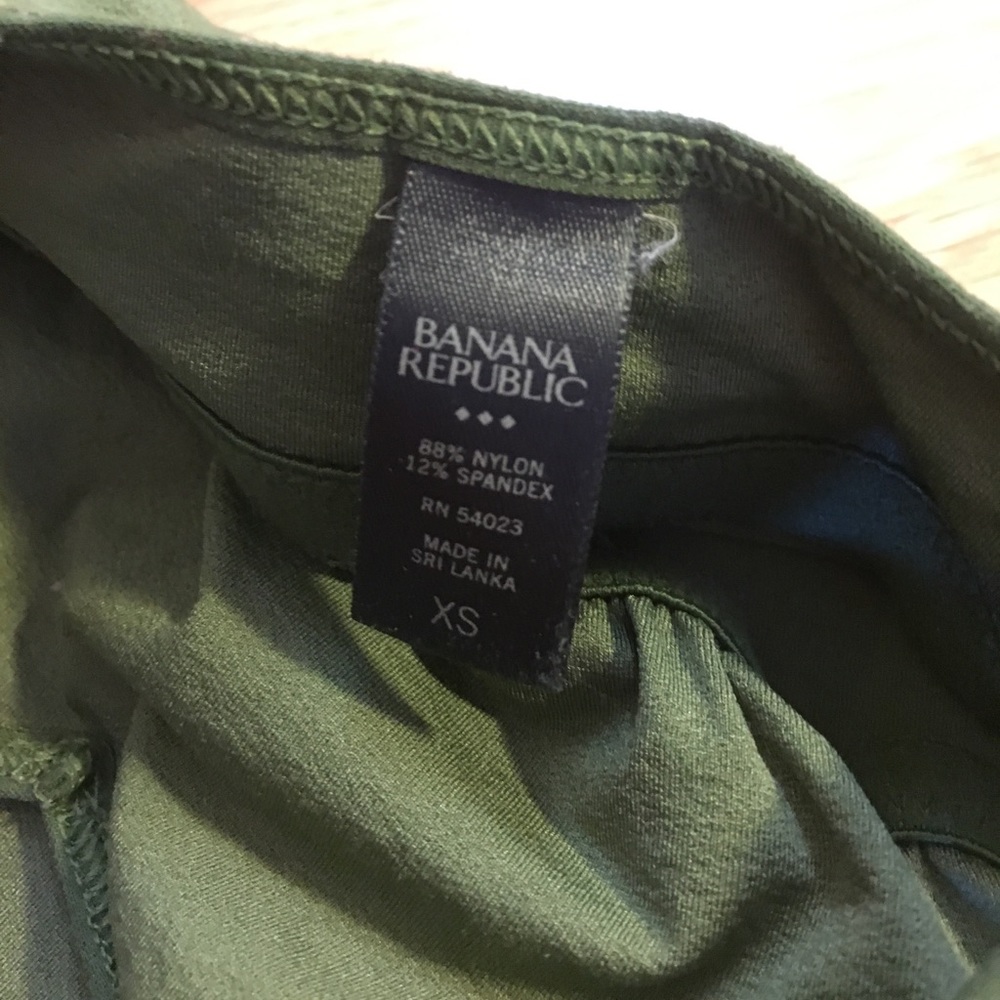 BANANA
REPUBLIC
88% NYLON
12% SPANDEX
RN 54023
MADE IN
SRI LANKA
XS